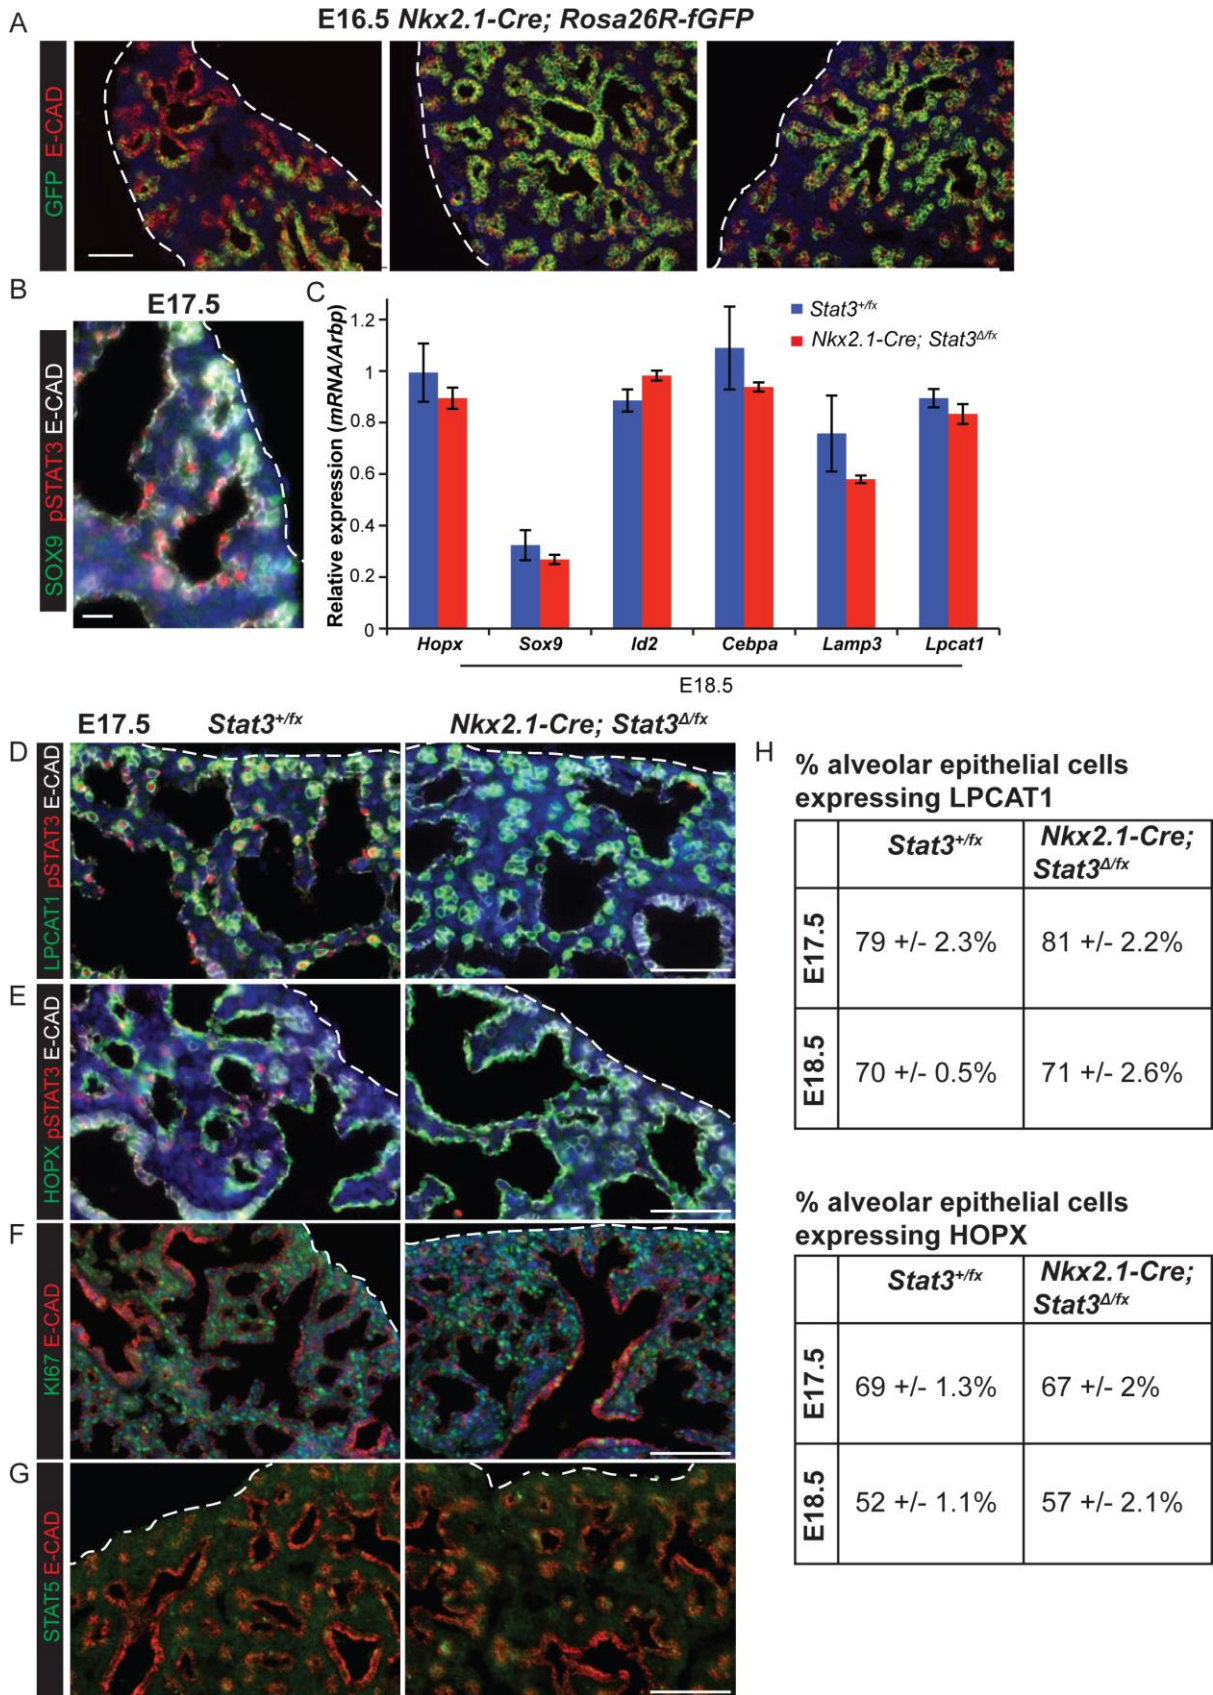 A
E16.5 Nkx2.1-Cre; Rosa26R-fGFP
GFP E-CAD
B
E17.5
SOX9 pSTAT3 E-CAD
C
Relative expression (mRNA/Arbp)
1.2
1
0.8
0.6
0.4
0.2
0
Stat3+/fx
Nkx2.1-Cre; Stat3Δ/fx
Hopx Sox9 Id2 Cebpa Lamp3 Lpcat1
E18.5
E17.5 Stat3+/fx Nkx2.1-Cre; Stat3Δ/fx
D
LPCAT1 pSTAT3 E-CAD
E
HOPX pSTAT3 E-CAD
F
KI67 E-CAD
G
STAT5 E-CAD
H
% alveolar epithelial cells
expressing LPCAT1
Stat3+/fx
Nkx2.1-Cre;
Stat3Δ/fx
E17.5
79 +/- 2.3%
81 +/- 2.2%
E18.5
70 +/- 0.5%
71 +/- 2.6%
% alveolar epithelial cells
expressing HOPX
Stat3+/fx
Nkx2.1-Cre;
Stat3Δ/fx
E17.5
69 +/- 1.3%
67 +/- 2%
E18.5
52 +/- 1.1%
57 +/- 2.1%